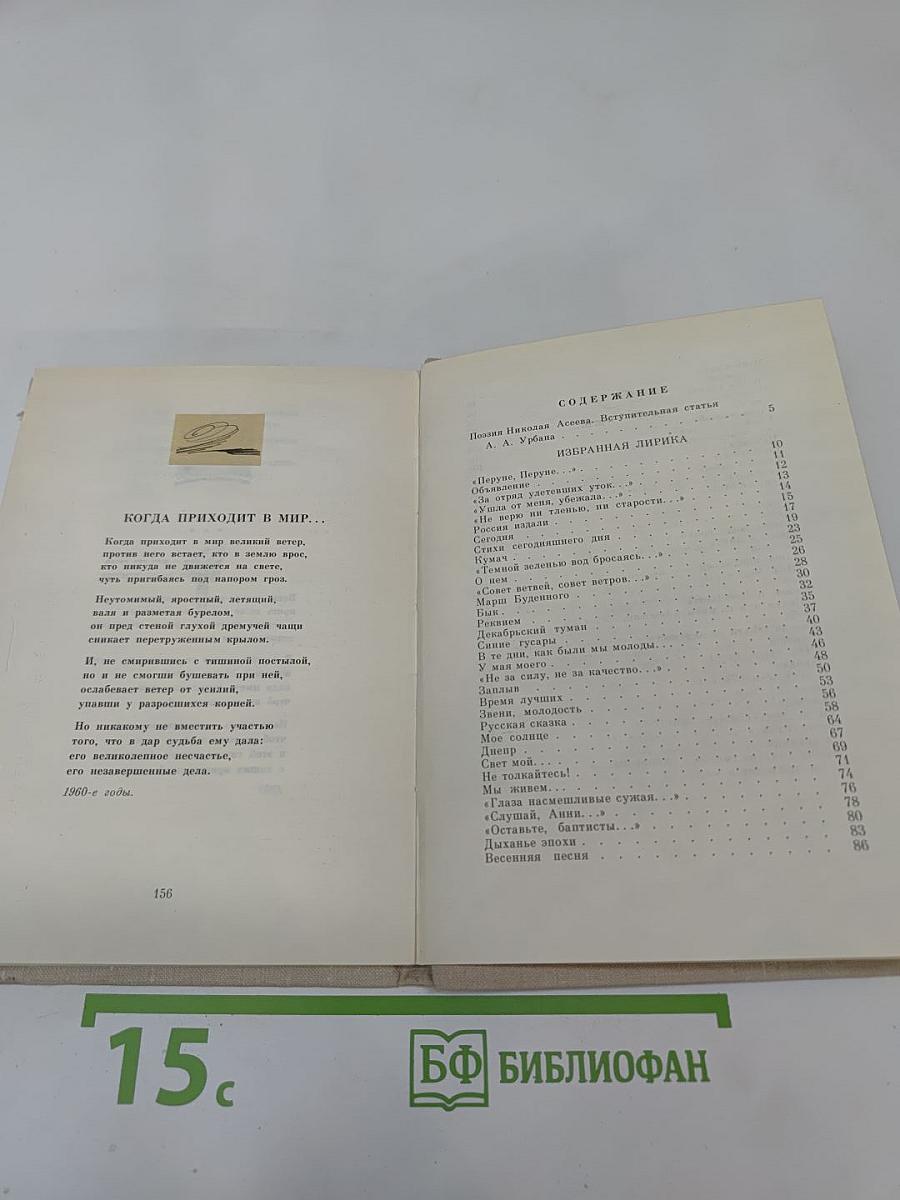 КОГДА ПРИХОДИТ В МИР...
Когда приходит в мир великий ветер,
против него встает, кто в землю врос,
кто никуда не движется на свете,
чуть пригибаясь под напором гроз.
Неутомимый, яростный, летящий,
валя и разметая бурелом,
он пред стеной глухой дремучей чащи
сникает перетруженным крылом.
И, не смирившись с тишиной постылой,
но и не смогши бушевать при ней,
ослабевает ветер от усилий,
упавши у разросшихся корней.
Но никакому не вместить участью
того, что в дар судьба ему дала:
его великолепное несчастье,
его незавершенные дела.
1960-е годы.
156
СОДЕРЖАНИЕ
Поэзия Николая Асеева. Вступительная статья
А. А. Урбана . . . . . . . . . . 5
ИЗБРАННАЯ ЛИРИКА
«Перуне, Перуне...» . . . . . . . . 10
Объявление . . . . . . . . 11
«За отряд улетевших уток...» . . . . . . . . 12
«Ушла от меня, убежала...» . . . . . . . . 13
«Не верю ни тленью, ни старости...» . . . . . . . . 14
Россия издали . . . . . . . . 15
Сегодня . . . . . . . . 17
Стихи сегодняшнего дня . . . . . . . . 19
Кумач . . . . . . . . 23
«Темной зеленью вод бросаясь...» . . . . . . . . 25
О нем . . . . . . . . 26
«Совет ветвей, совет ветров...» . . . . . . . . 28
Марш Буденного . . . . . . . . 30
Бык . . . . . . . . 32
Реквием . . . . . . . . 35
Декабрьский туман . . . . . . . . 37
Синие гусары . . . . . . . . 40
В те дни, как были мы молоды... . . . . . . . . 43
У мая моего . . . . . . . . 46
«Не за силу, не за качество...» . . . . . . . . 48
Заплыв . . . . . . . . 50
Время лучших . . . . . . . . 53
Звени, молодость . . . . . . . . 56
Русская сказка . . . . . . . . 58
Мое солнце . . . . . . . . 64
Днепр . . . . . . . . 67
Свет мой... . . . . . . . . 69
Не толкайтесь! . . . . . . . . 71
Мы живем... . . . . . . . . 74
«Глаза насмешливые сужая...» . . . . . . . . 76
«Слушай, Анни...» . . . . . . . . 78
«Оставьте, баптисты...» . . . . . . . . 80
Дыханье эпохи . . . . . . . . 83
Весенняя песня . . . . . . . . 86
15 с
БФ БИБЛИОФАН